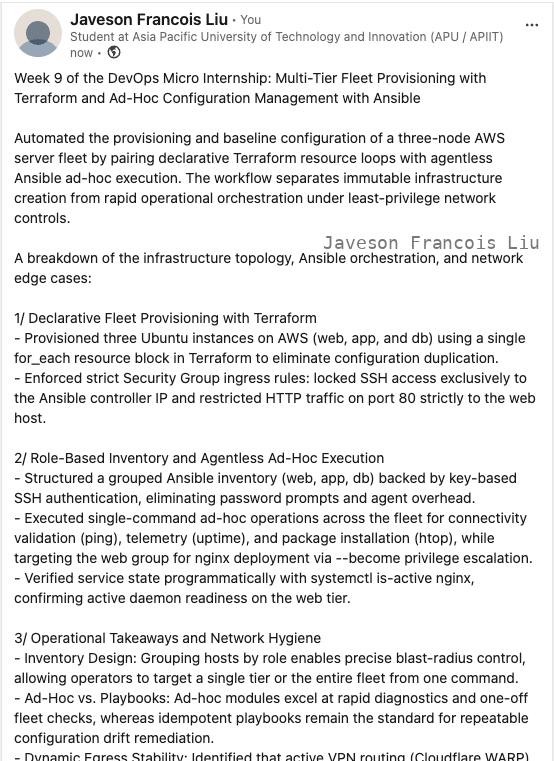 Javeson Francois Liu • You
Student at Asia Pacific University of Technology and Innovation (APU / APIIT)
now •
Week 9 of the DevOps Micro Internship: Multi-Tier Fleet Provisioning with
Terraform and Ad-Hoc Configuration Management with Ansible
Automated the provisioning and baseline configuration of a three-node AWS
server fleet by pairing declarative Terraform resource loops with agentless
Ansible ad-hoc execution. The workflow separates immutable infrastructure
creation from rapid operational orchestration under least-privilege network
controls.
Javeson Francois Liu
A breakdown of the infrastructure topology, Ansible orchestration, and network
edge cases:
1/ Declarative Fleet Provisioning with Terraform
- Provisioned three Ubuntu instances on AWS (web, app, and db) using a single
for_each resource block in Terraform to eliminate configuration duplication.
- Enforced strict Security Group ingress rules: locked SSH access exclusively to
the Ansible controller IP and restricted HTTP traffic on port 80 strictly to the web
host.
2/ Role-Based Inventory and Agentless Ad-Hoc Execution
- Structured a grouped Ansible inventory (web, app, db) backed by key-based
SSH authentication, eliminating password prompts and agent overhead.
- Executed single-command ad-hoc operations across the fleet for connectivity
validation (ping), telemetry (uptime), and package installation (htop), while
targeting the web group for nginx deployment via --become privilege escalation.
- Verified service state programmatically with systemctl is-active nginx,
confirming active daemon readiness on the web tier.
3/ Operational Takeaways and Network Hygiene
- Inventory Design: Grouping hosts by role enables precise blast-radius control,
allowing operators to target a single tier or the entire fleet from one command.
- Ad-Hoc vs. Playbooks: Ad-hoc modules excel at rapid diagnostics and one-off
fleet checks, whereas idempotent playbooks remain the standard for repeatable
configuration drift remediation.
- Dynamic Egress Stability: Identified that active VPN routing (Cloudflare WARP)